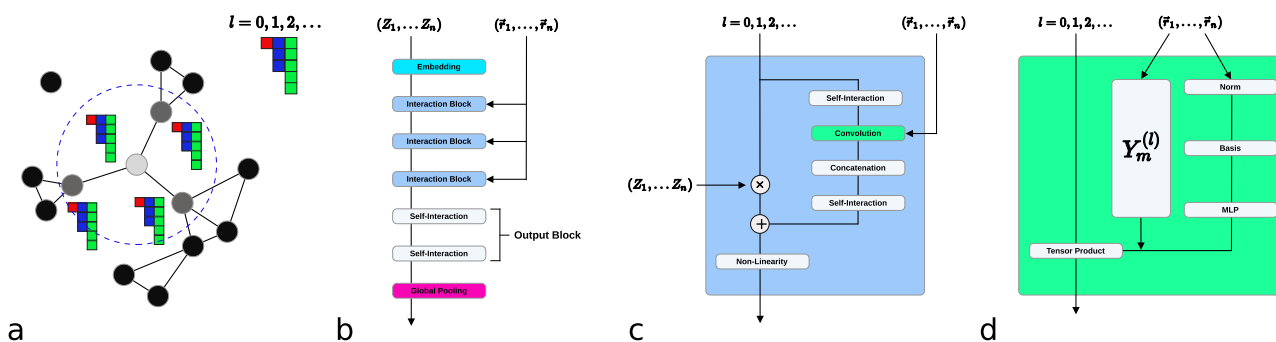 l = 0, 1, 2, . . .
a
(Z₁, . . . Zₙ)
(r⃗₁, . . . , r⃗ₙ)
Embedding
Interaction Block
Interaction Block
Interaction Block
Self-Interaction
Output Block
Self-Interaction
Global Pooling
b
l = 0, 1, 2, . . .
(r⃗₁, . . . , r⃗ₙ)
Self-Interaction
Convolution
Concatenation
(Z₁, . . . Zₙ)
×
Self-Interaction
+
Non-Linearity
c
l = 0, 1, 2, . . .
(r⃗₁, . . . , r⃗ₙ)
Norm
Yₘ⁽ˡ⁾
Basis
MLP
Tensor Product
d